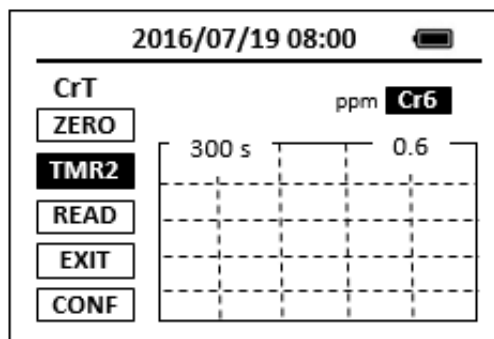 2016/07/19 08:00
CrT
ppm Cr6
ZERO
300 s 0.6
TMR2
READ
EXIT
CONF